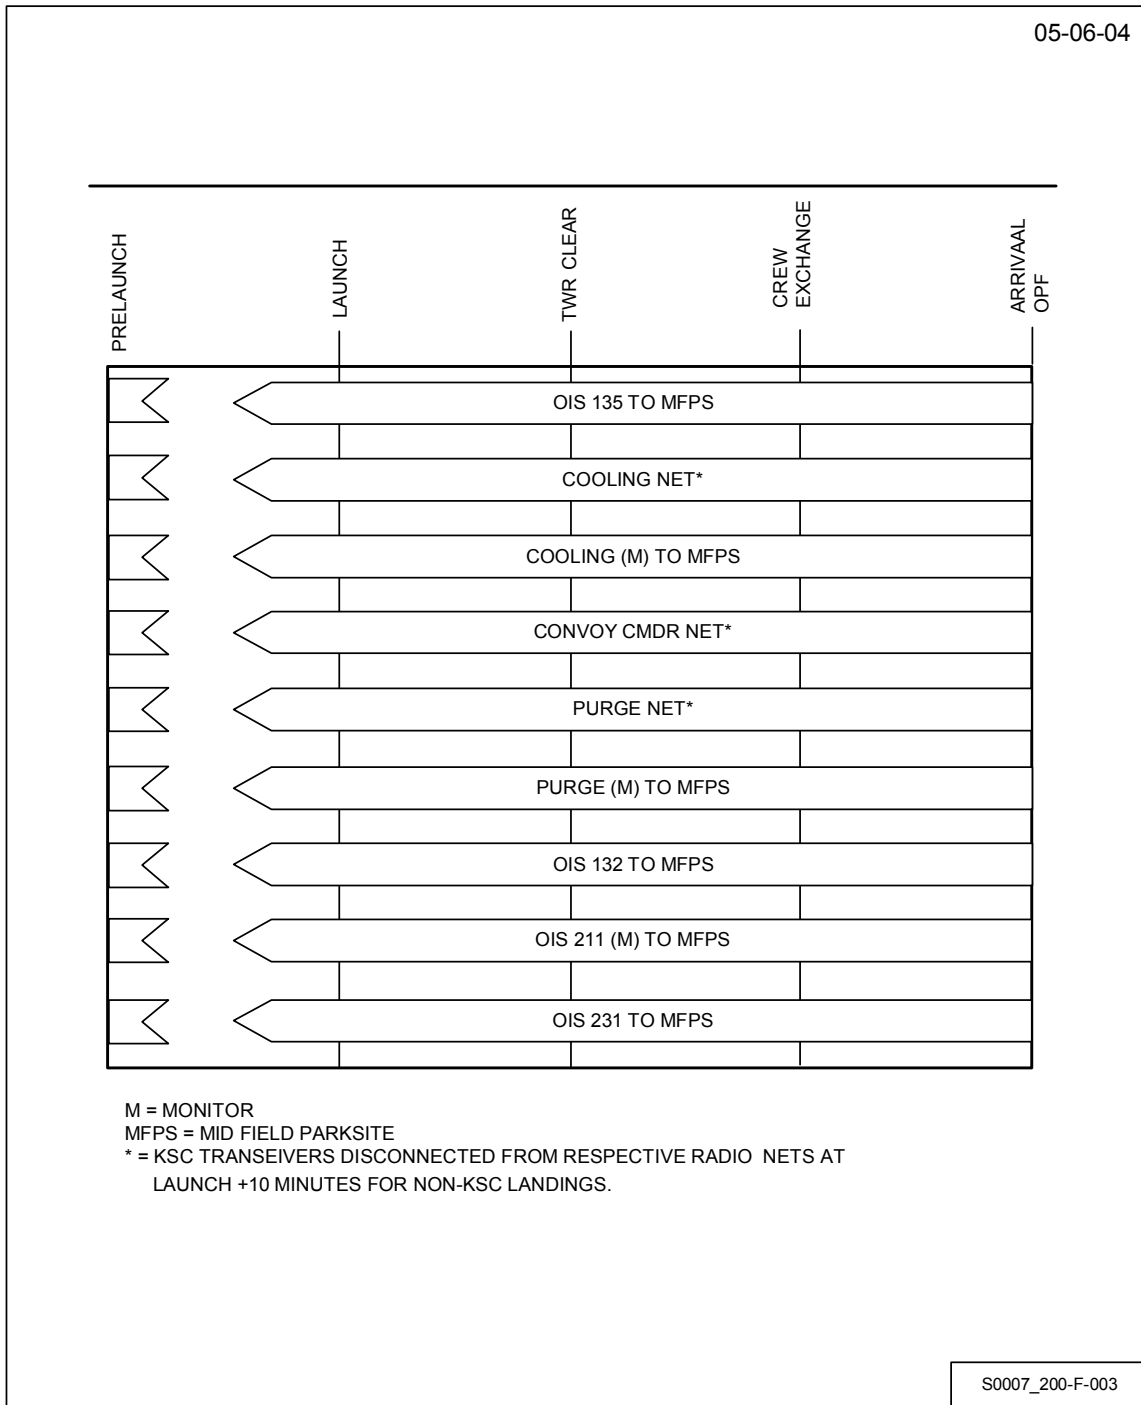 05-06-04
PRELAUNCH
LAUNCH
TWR CLEAR
CREW
EXCHANGE
ARRIVAAL
OPF
OIS 135 TO MFPS
COOLING NET*
COOLING (M) TO MFPS
CONVOY CMDR NET*
PURGE NET*
PURGE (M) TO MFPS
OIS 132 TO MFPS
OIS 211 (M) TO MFPS
OIS 231 TO MFPS
M = MONITOR
MFPS = MID FIELD PARKSITE
* = KSC TRANSEIVERS DISCONNECTED FROM RESPECTIVE RADIO NETS AT
LAUNCH +10 MINUTES FOR NON-KSC LANDINGS.
S0007_200-F-003